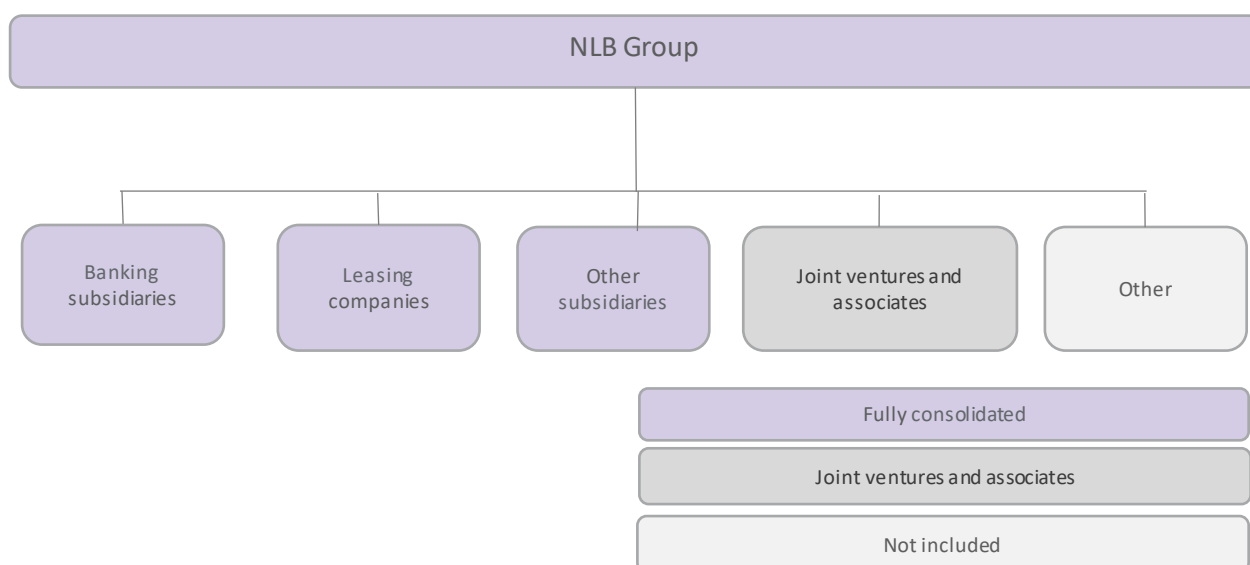 NLB Group
Banking
subsidiaries
Leasing
companies
Other
subsidiaries
Joint ventures and
associates
Other
Fully consolidated
Joint ventures and associates
Not included